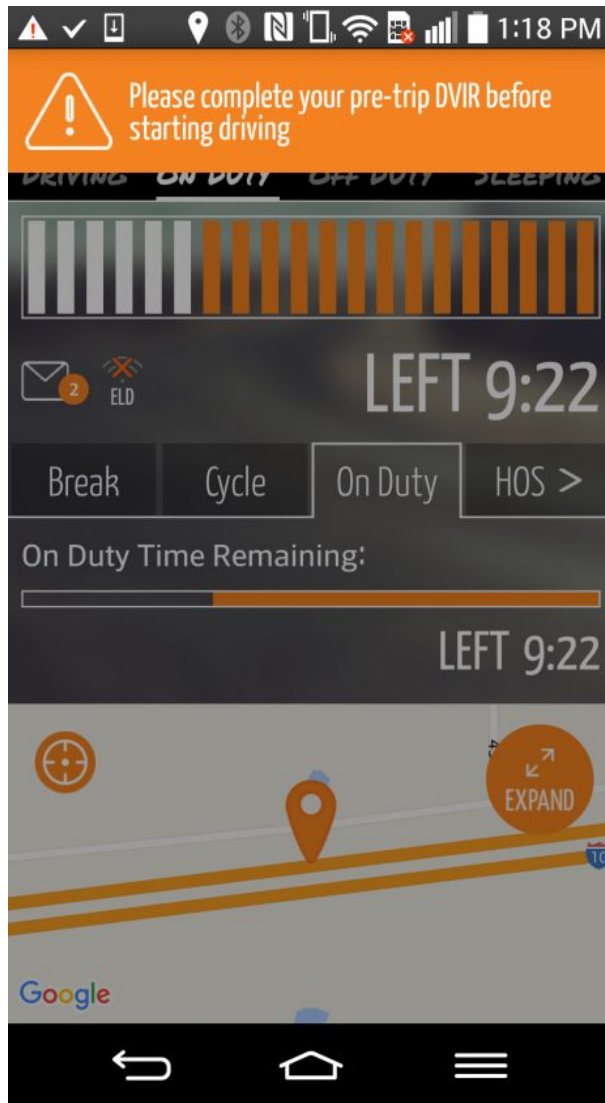 1:18 PM
Please complete your pre-trip DVIR before
starting driving
DRIVING ON DUTY OFF DUTY SLEEPING
2
ELD
LEFT 9:22
Break Cycle On Duty HOS >
On Duty Time Remaining:
LEFT 9:22
EXPAND
10
Google